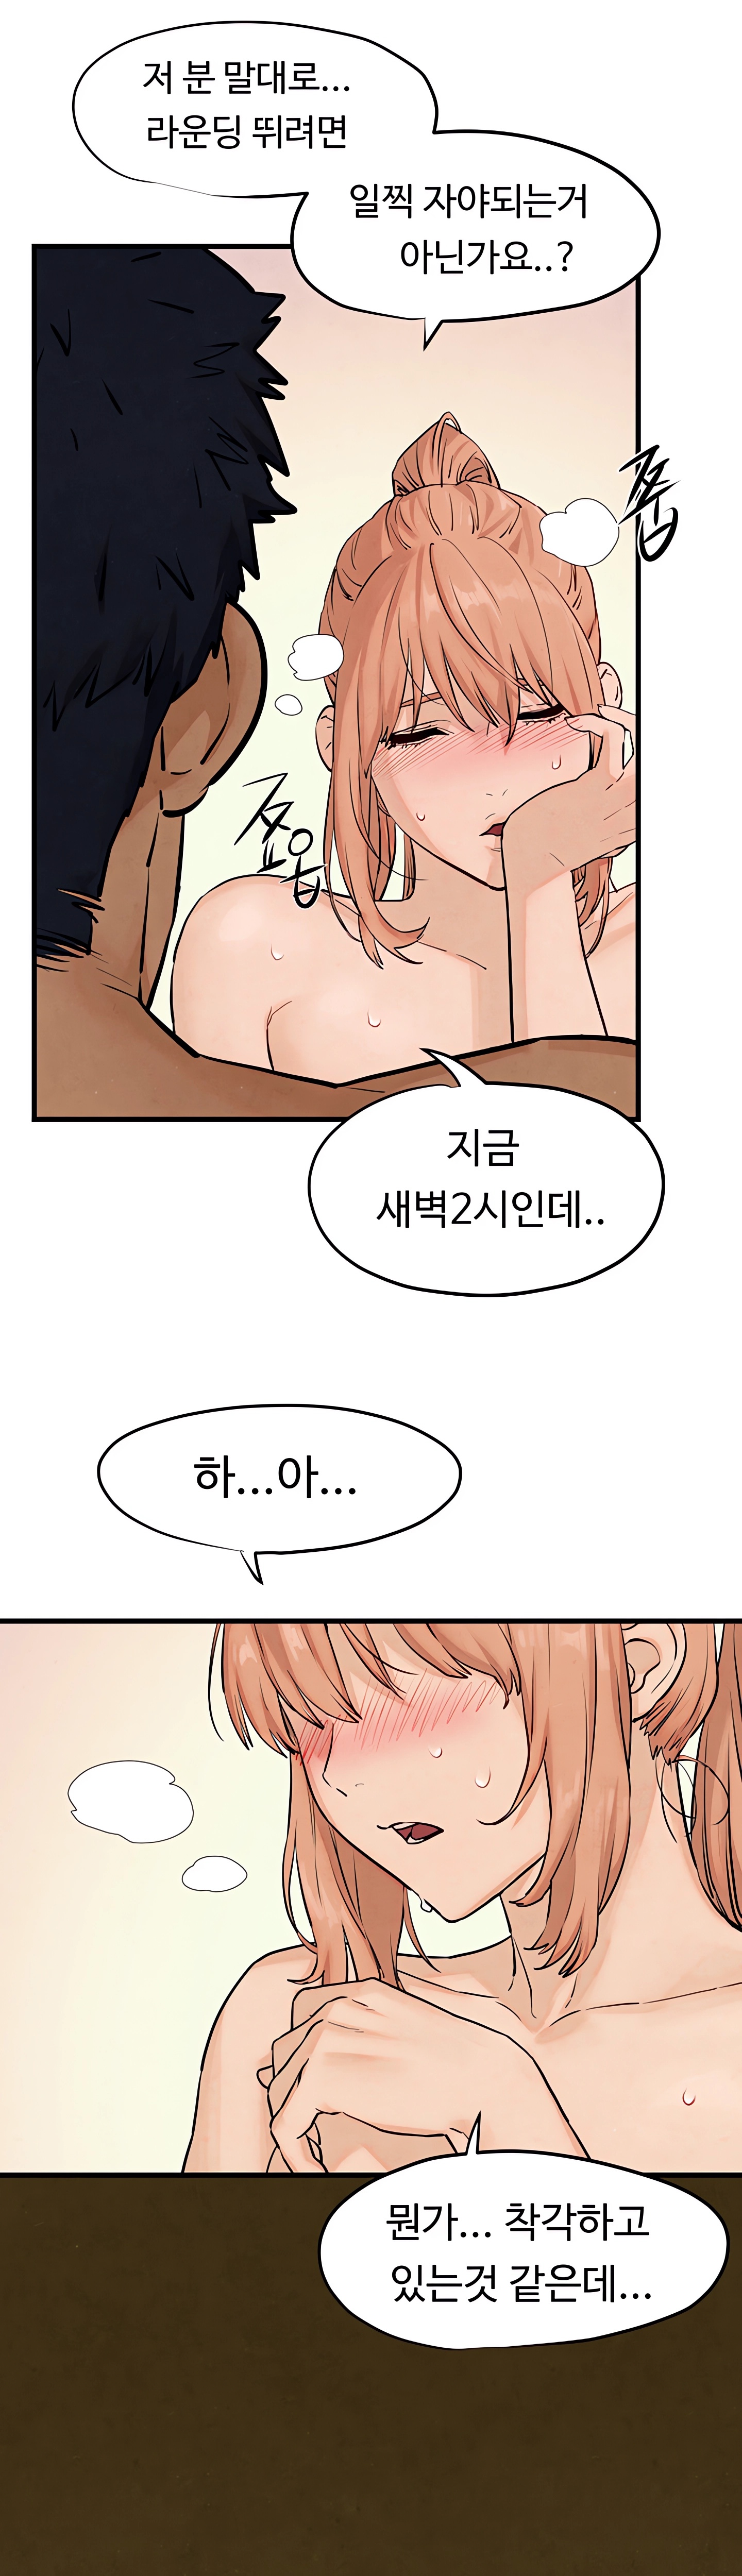 저 분 말대로...
라운딩 뛰려면
일찍 자야되는거
아닌가요..?
쭙
쪼옵
지금
새벽2시인데..
하...아...
뭔가... 착각하고
있는것 같은데...